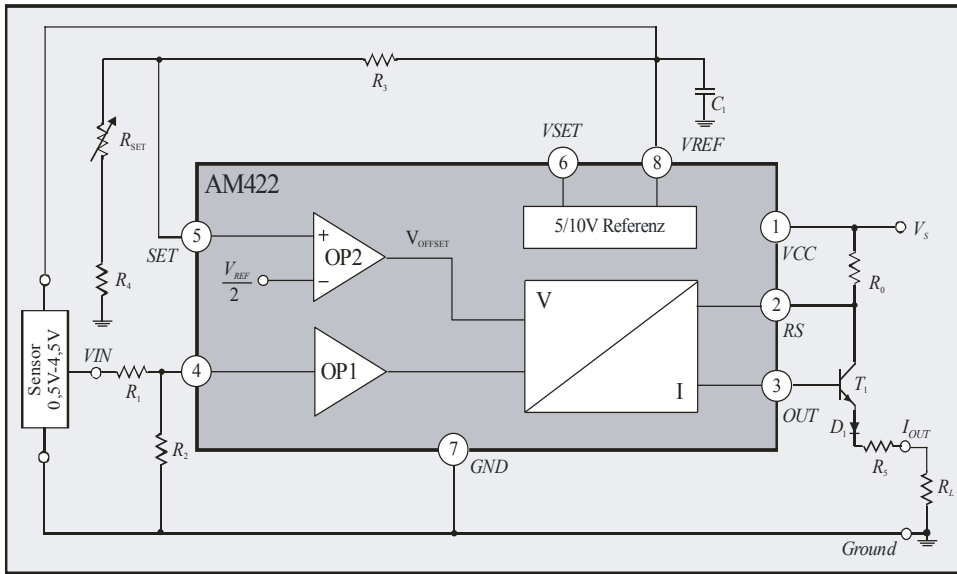 R3
C1
RSET
VSET
VREF
6
8
AM422
5/10V Referenz
5
SET
+
OP2
−
VOFFSET
VREF
2
1
VCC
VS
R0
R4
V
2
RS
Sensor
0,5V-4,5V
VIN
R1
4
OP1
I
3
OUT
T1
D1
IOUT
R5
R2
7
GND
RL
Ground